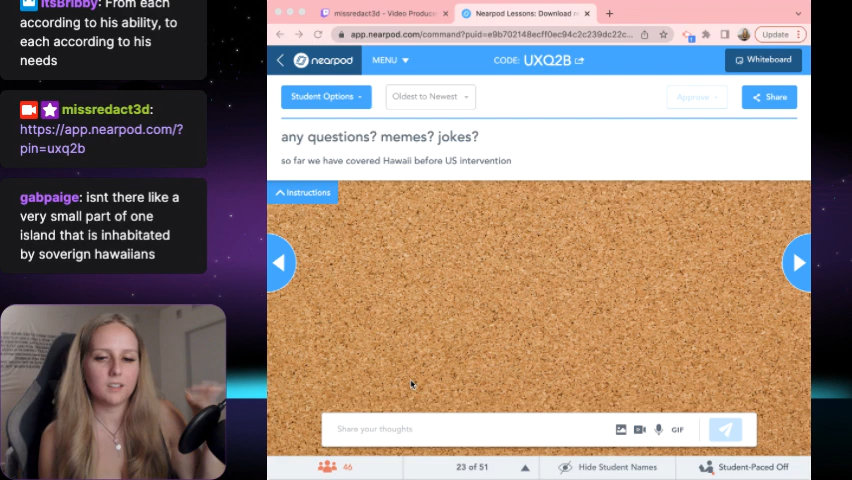 ItsBribby: From each
according to his ability, to
each according to his
needs
missredact3d:
https://app.nearpod.com/?
pin=uxq2b
gabpaige: isnt there like a
very small part of one
island that is inhabitated
by soverign hawaiians
missredact3d - Video Produce
Nearpod Lessons: Download
app.nearpod.com/command?puid=e9b702148ecff0ec94c2c239dc22c...
Update
nearpod
MENU
CODE: UXQ2B
Whiteboard
Student Options
Oldest to Newest
Approve
Share
any questions? memes? jokes?
so far we have covered Hawaii before US intervention
Instructions
Share your thoughts
GIF
46
23 of 51
Hide Student Names
Student-Paced Off